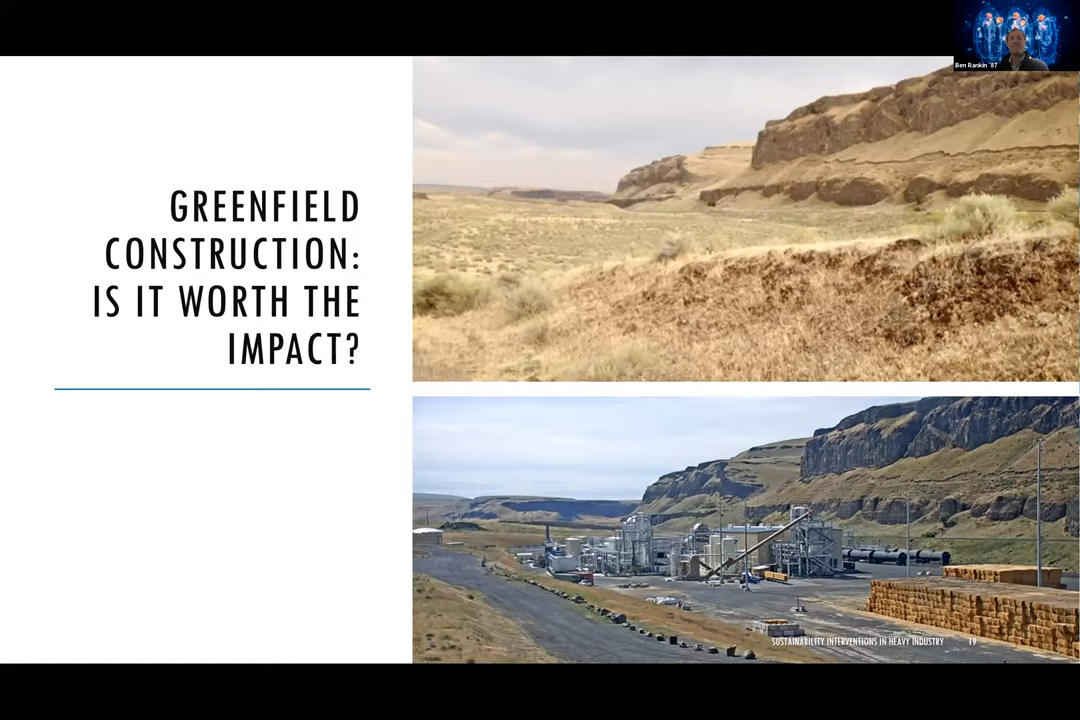 Ben Rankin '87
GREENFIELD
CONSTRUCTION:
IS IT WORTH THE
IMPACT?
SUSTAINABILITY INTERVENTIONS IN HEAVY INDUSTRY 19